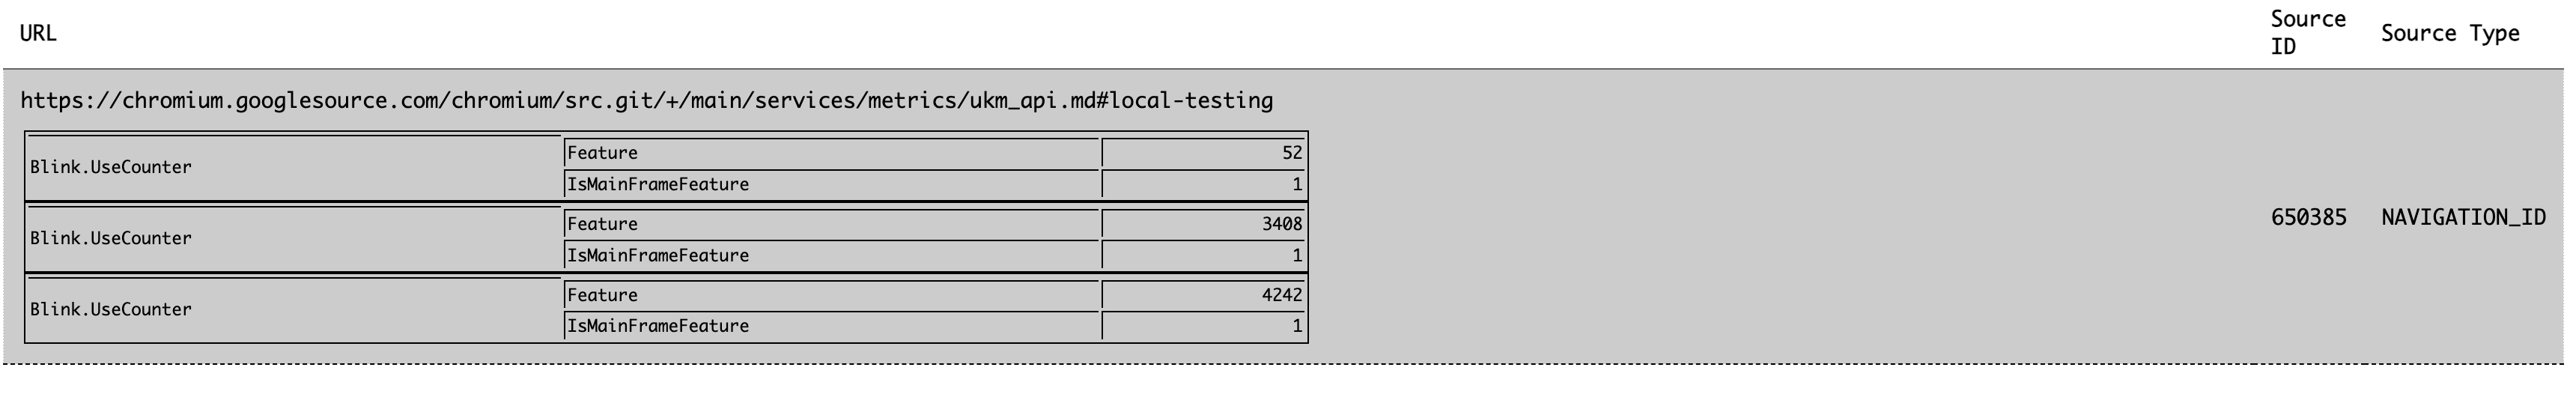 URL Source ID Source Type
https://chromium.googlesource.com/chromium/src.git/+/main/services/metrics/ukm_api.md#local-testing
Blink.UseCounter
Feature 52
IsMainFrameFeature 1
Blink.UseCounter
Feature 3408
IsMainFrameFeature 1
Blink.UseCounter
Feature 4242
IsMainFrameFeature 1
650385 NAVIGATION_ID